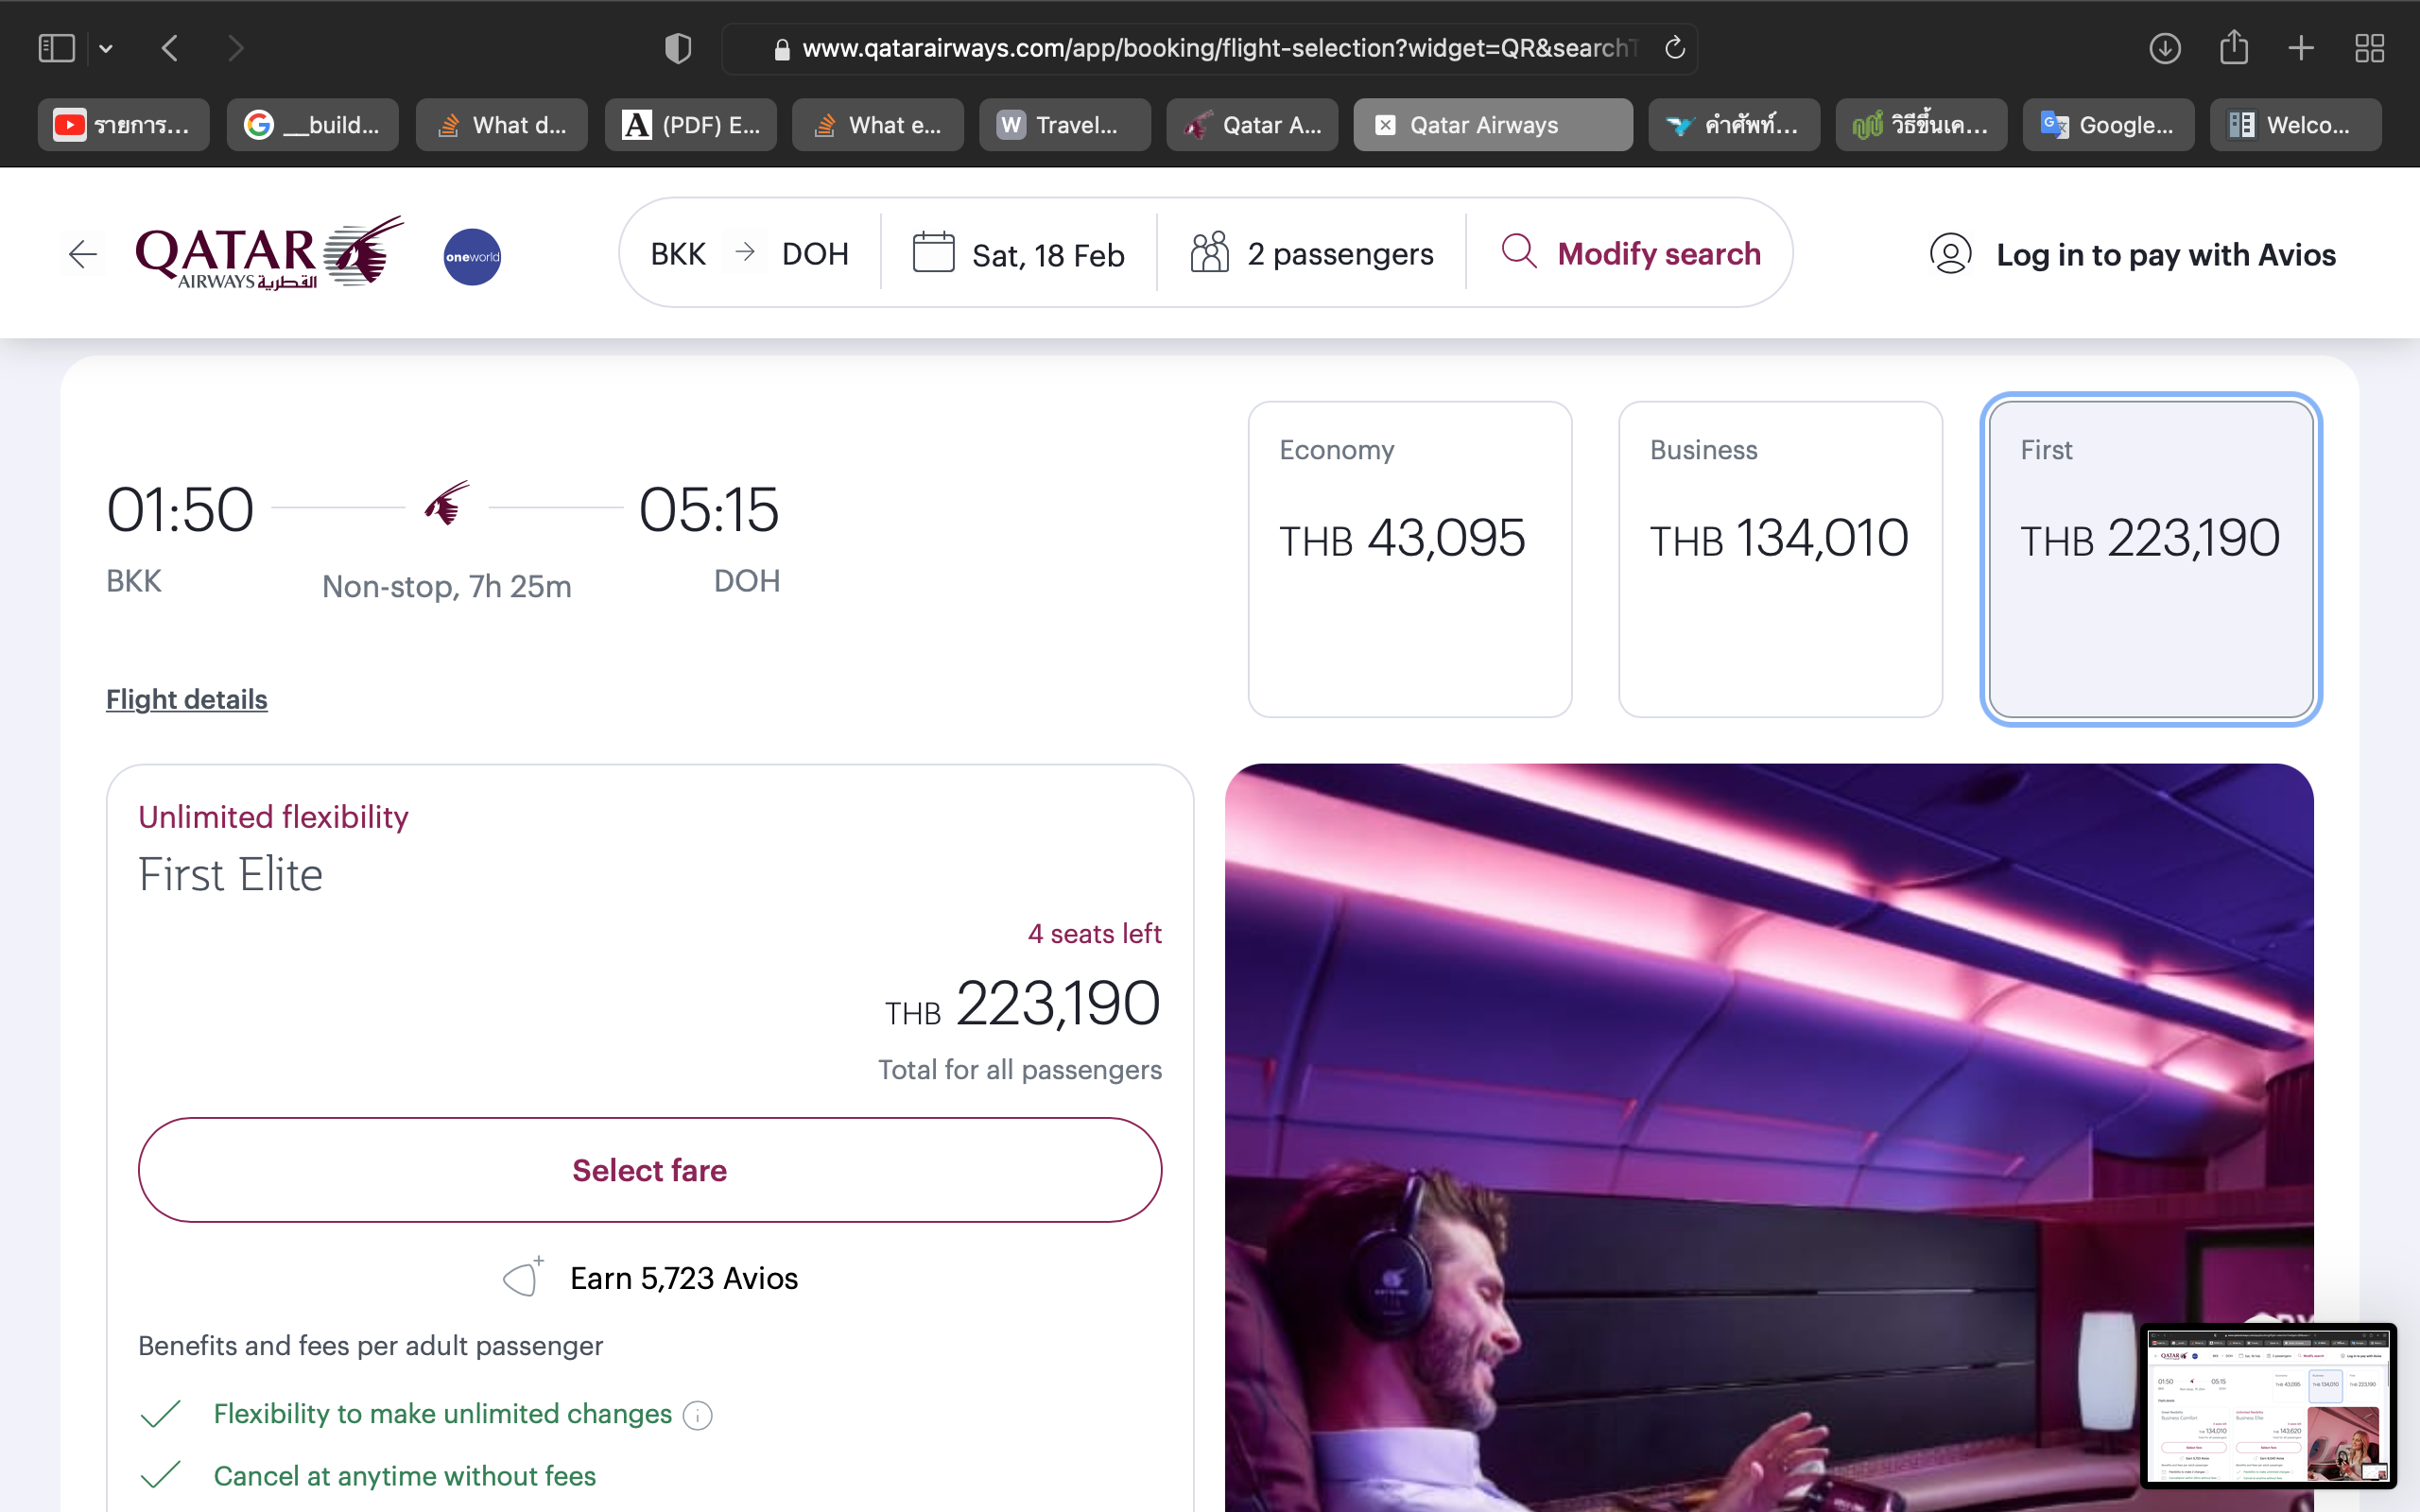 www.qatarairways.com/app/booking/flight-selection?widget=QR&searchT
รายการ...
__build...
What d...
(PDF) E...
What e...
Travel...
Qatar A...
Qatar Airways
คำศัพท์...
วิธีขึ้นเค...
Google...
Welco...
QATAR
AIRWAYS القطرية
oneworld
BKK → DOH
Sat, 18 Feb
2 passengers
Modify search
Log in to pay with Avios
01:50
05:15
BKK
Non-stop, 7h 25m
DOH
Flight details
Economy
THB 43,095
Business
THB 134,010
First
THB 223,190
Unlimited flexibility
First Elite
4 seats left
THB 223,190
Total for all passengers
Select fare
Earn 5,723 Avios
Benefits and fees per adult passenger
Flexibility to make unlimited changes
Cancel at anytime without fees